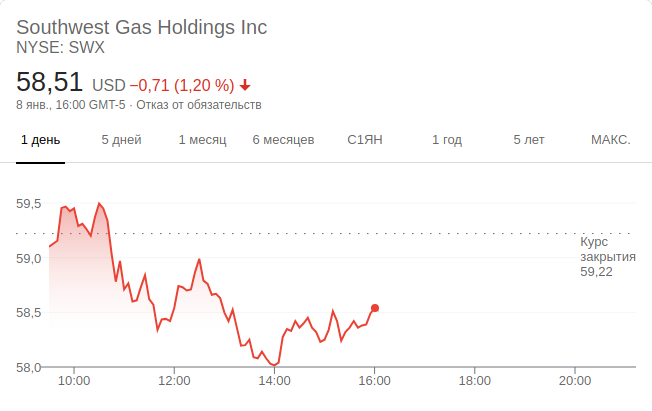 Southwest Gas Holdings Inc
NYSE: SWX
58,51 USD −0,71 (1,20 %)
8 янв., 16:00 GMT-5 · Отказ от обязательств
1 день 5 дней 1 месяц 6 месяцев С1ЯН 1 год 5 лет МАКС.
59,5
Курс
закрытия
59,22
59,0
58,5
58,0
10:00 12:00 14:00 16:00 18:00 20:00